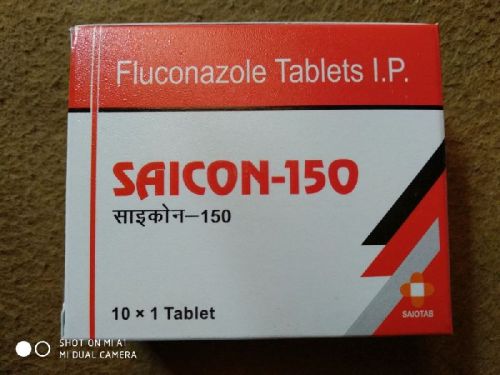 Fluconazole Tablets I.P.
SAICON-150
साइकोन-150
10 × 1 Tablet
SAIOTAB
SHOT ON MI A1
MI DUAL CAMERA